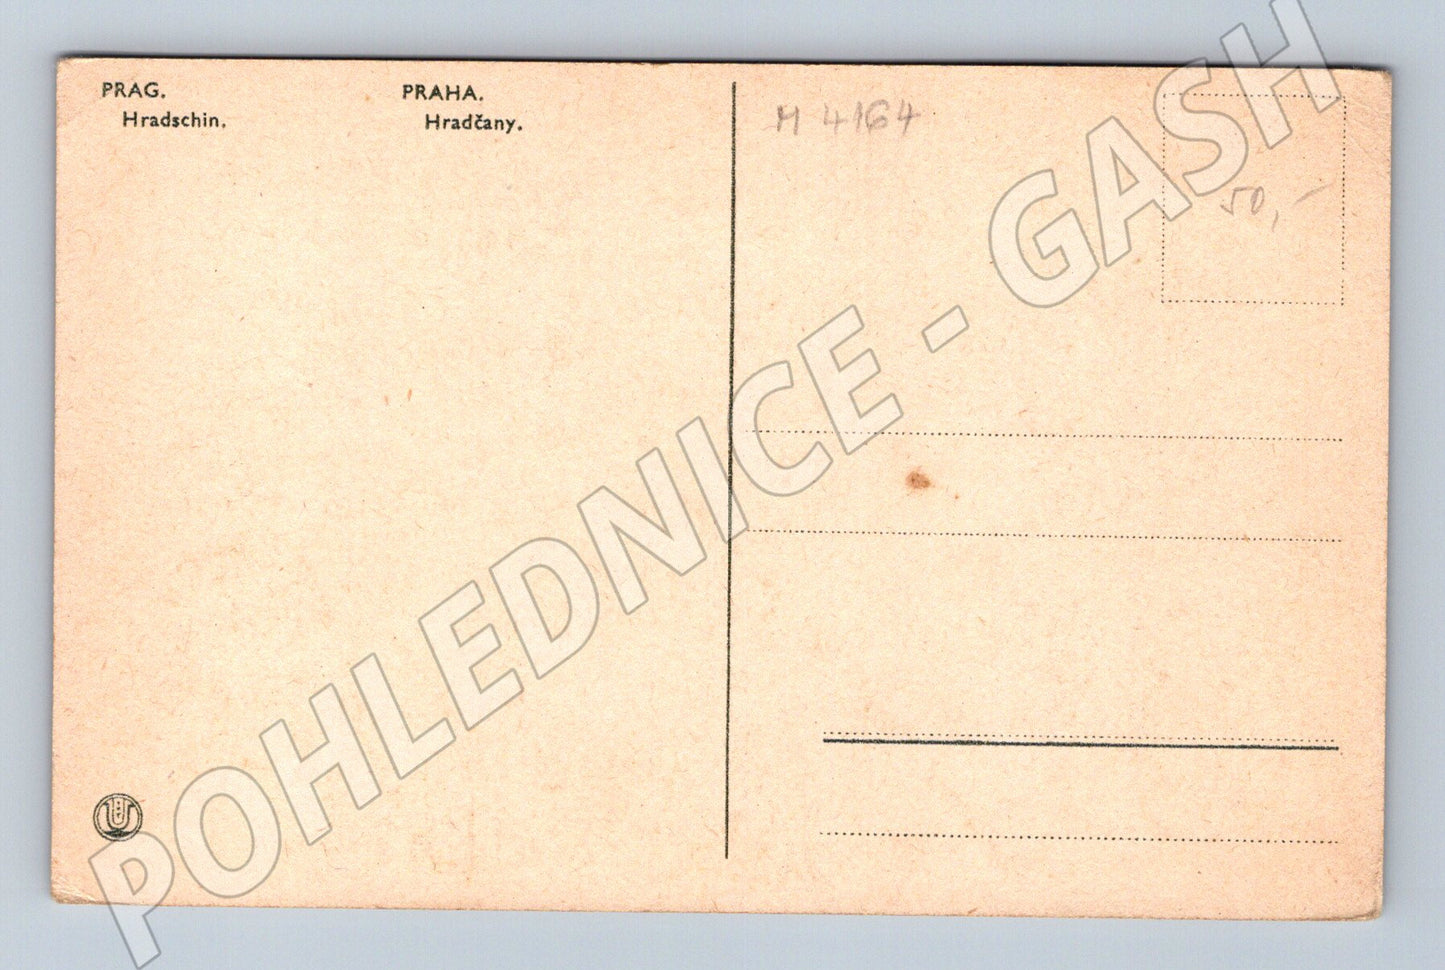 PRAG.
Hradschin.
PRAHA.
Hradčany.
M 4164
50,-
POHLEDNICE - GASH